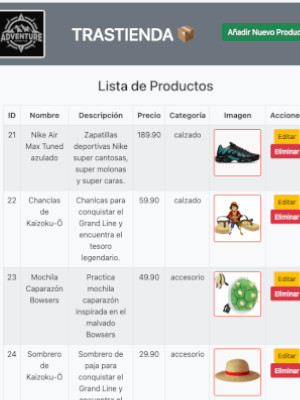 ADVENTURE
TRASTIENDA
Añadir Nuevo Produc
Lista de Productos
ID Nombre Descripción Precio Categoría Imagen Accione
21 Nike Air Zapatillas 189.90 calzado Editar
Max Tuned deportivas Nike Eliminar
azulado super cantosas,
super molonas
y super caras.
22 Chanclas Chanlcas para 59.90 calzado Editar
de conquistar el Eliminar
Kaizoku-Ō Grand Line y
encuentra el
tesoro
legendario.
23 Mochila Practica 49.90 accesorio Editar
Caparazón mochila Eliminar
Bowsers caparazón
inspirada en el
malvado
Bowsers
24 Sombrero Sombrero de 29.90 accesorio Editar
de paja para Eliminar
Kaizoku-Ō conquistar el
Grand Line y
encuentra el